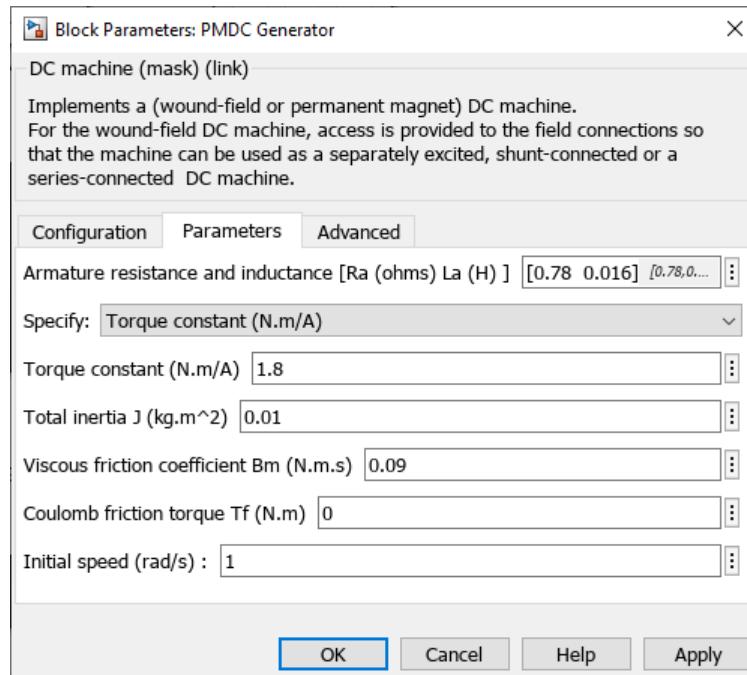 Block Parameters: PMDC Generator
DC machine (mask) (link)
Implements a (wound-field or permanent magnet) DC machine.
For the wound-field DC machine, access is provided to the field connections so
that the machine can be used as a separately excited, shunt-connected or a
series-connected DC machine.
Configuration Parameters Advanced
Armature resistance and inductance [Ra (ohms) La (H) ] [0.78 0.016] [0.78,0....
Specify: Torque constant (N.m/A)
Torque constant (N.m/A) 1.8
Total inertia J (kg.m^2) 0.01
Viscous friction coefficient Bm (N.m.s) 0.09
Coulomb friction torque Tf (N.m) 0
Initial speed (rad/s) : 1
OK Cancel Help Apply